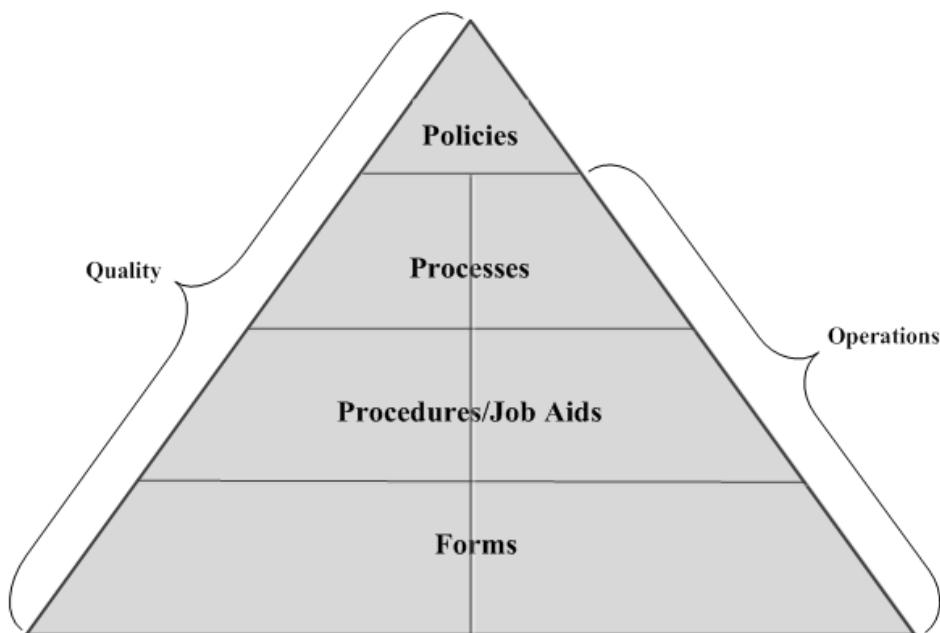 Policies
Processes
Quality
Operations
Procedures/Job Aids
Forms